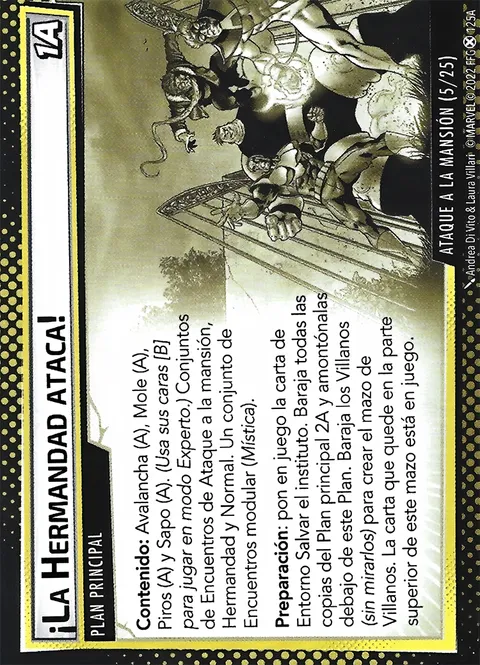 ¡LA HERMANDAD ATACA!
1A
PLAN PRINCIPAL
Contenido: Avalancha (A), Mole (A),
Piros (A) y Sapo (A). (Usa sus caras [B]
para jugar en modo Experto.) Conjuntos
de Encuentros de Ataque a la mansión,
Hermandad y Normal. Un conjunto de
Encuentros modular (Mística).
Preparación: pon en juego la carta de
Entorno Salvar el instituto. Baraja todas las
copias del Plan principal 2A y amontónalas
debajo de este Plan. Baraja los Villanos
(sin mirarlos) para crear el mazo de
Villanos. La carta que quede en la parte
superior de este mazo está en juego.
ATAQUE A LA MANSIÓN (5/25)
Andrea Di Vito & Laura Villari © MARVEL © 2022 FFG 125A